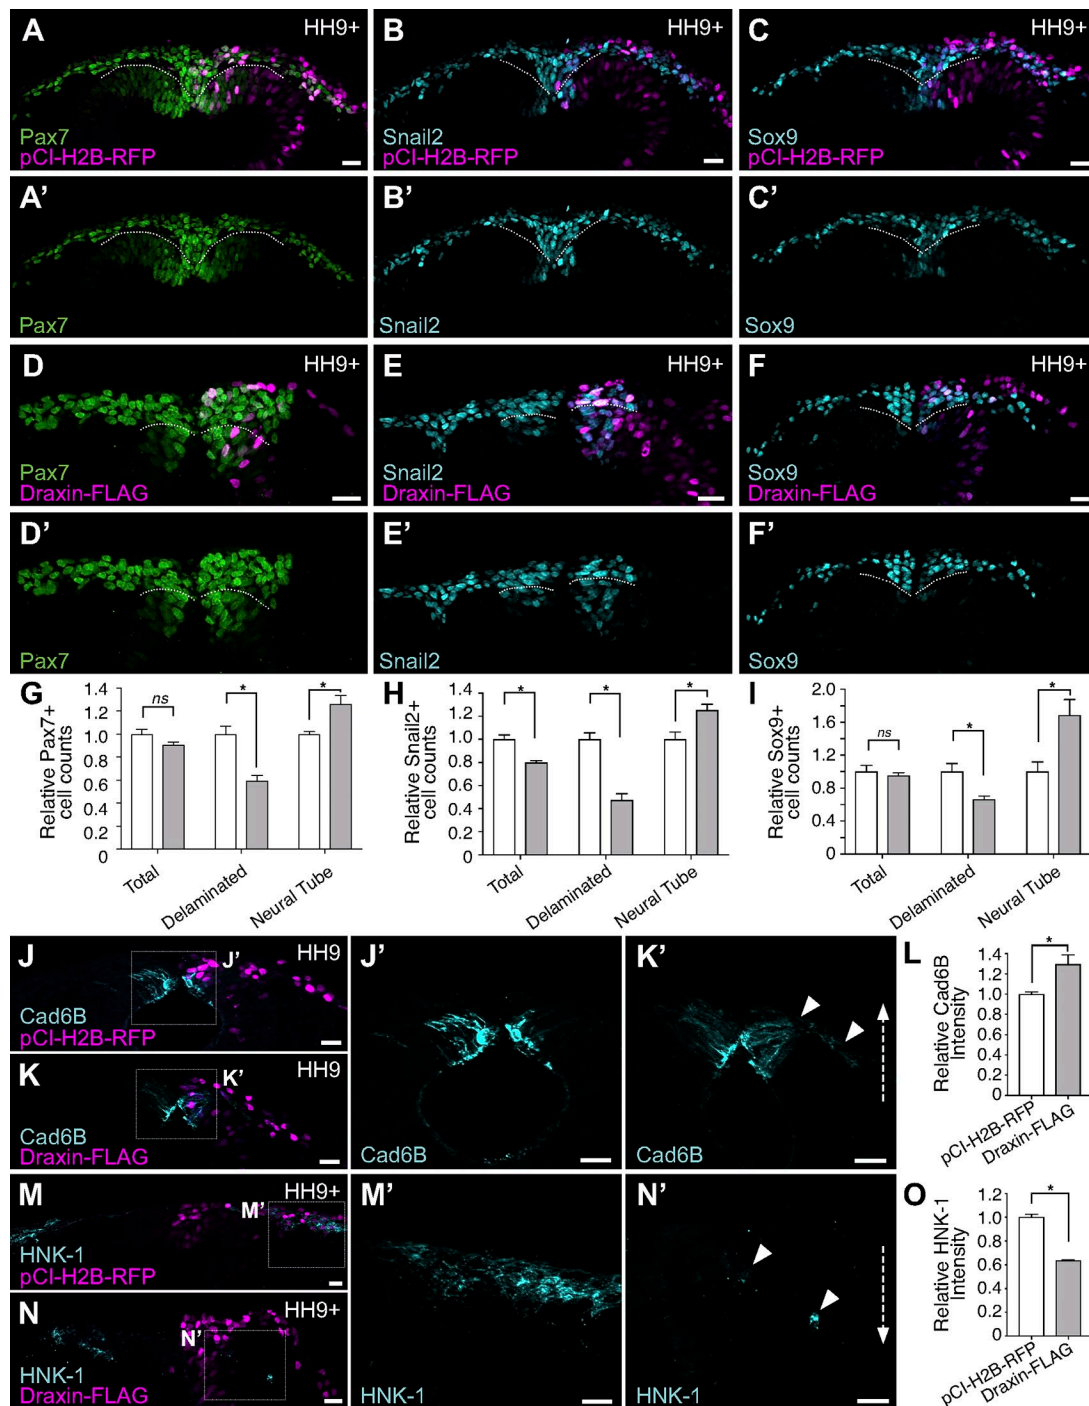 A HH9+
Pax7
pCI-H2B-RFP
B HH9+
Snail2
pCI-H2B-RFP
C HH9+
Sox9
pCI-H2B-RFP
A’
Pax7
B’
Snail2
C’
Sox9
D HH9+
Pax7
Draxin-FLAG
E HH9+
Snail2
Draxin-FLAG
F HH9+
Sox9
Draxin-FLAG
D’
Pax7
E’
Snail2
F’
Sox9
G
Relative Pax7+
cell counts
1.4
1.2
1.0
0.8
0.6
0.4
0.2
0
ns
*
*
Total
Delaminated
Neural Tube
H
Relative Snail2+
cell counts
1.4
1.2
1.0
0.8
0.6
0.4
0.2
0
*
*
*
Total
Delaminated
Neural Tube
I
Relative Sox9+
cell counts
2.0
1.6
1.2
0.8
0.4
0
ns
*
*
Total
Delaminated
Neural Tube
J HH9
J’
Cad6B
pCI-H2B-RFP
K HH9
K’
Cad6B
Draxin-FLAG
J’
Cad6B
K’
Cad6B
L
Relative Cad6B
Intensity
1.4
1.2
1.0
0.8
0.6
0.4
0.2
0
*
pCI-H2B-RFP
Draxin-FLAG
M HH9+
M’
HNK-1
pCI-H2B-RFP
N HH9+
N’
HNK-1
Draxin-FLAG
M’
HNK-1
N’
HNK-1
O
Relative HNK-1
Intensity
1.2
1.0
0.8
0.6
0.4
0.2
0
*
pCI-H2B-RFP
Draxin-FLAG